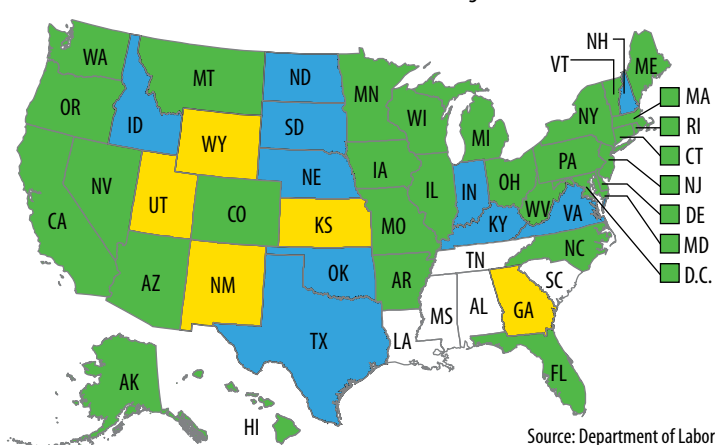 NH
VT
ME
WA
MT
ND
MN
OR
ID
SD
WI
MI
NY
MA
RI
CT
NJ
DE
MD
D.C.
WY
NE
IA
PA
NV
UT
CO
KS
MO
IL
IN
OH
WV
VA
KY
CA
AZ
NM
OK
AR
TN
NC
SC
TX
LA
MS
AL
GA
FL
AK
HI
Source: Department of Labor